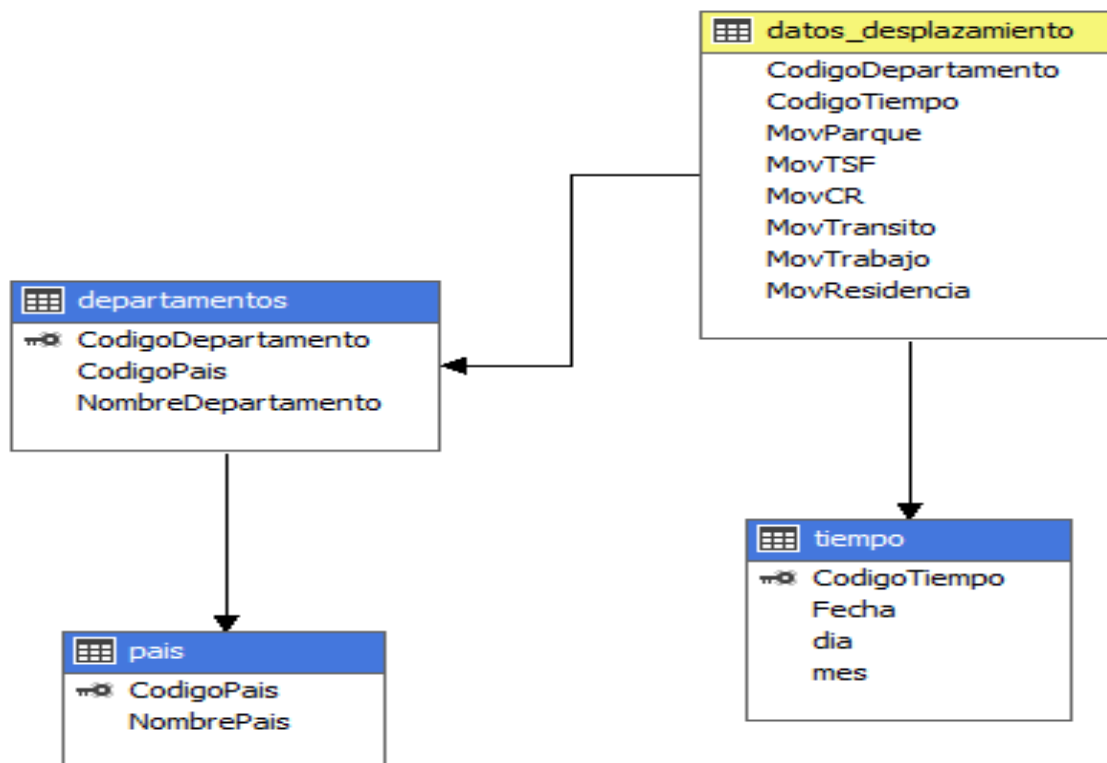 datos_desplazamiento
CodigoDepartamento
CodigoTiempo
MovParque
MovTSF
MovCR
MovTransito
MovTrabajo
MovResidencia
departamentos
CodigoDepartamento
CodigoPais
NombreDepartamento
tiempo
CodigoTiempo
Fecha
dia
mes
pais
CodigoPais
NombrePais